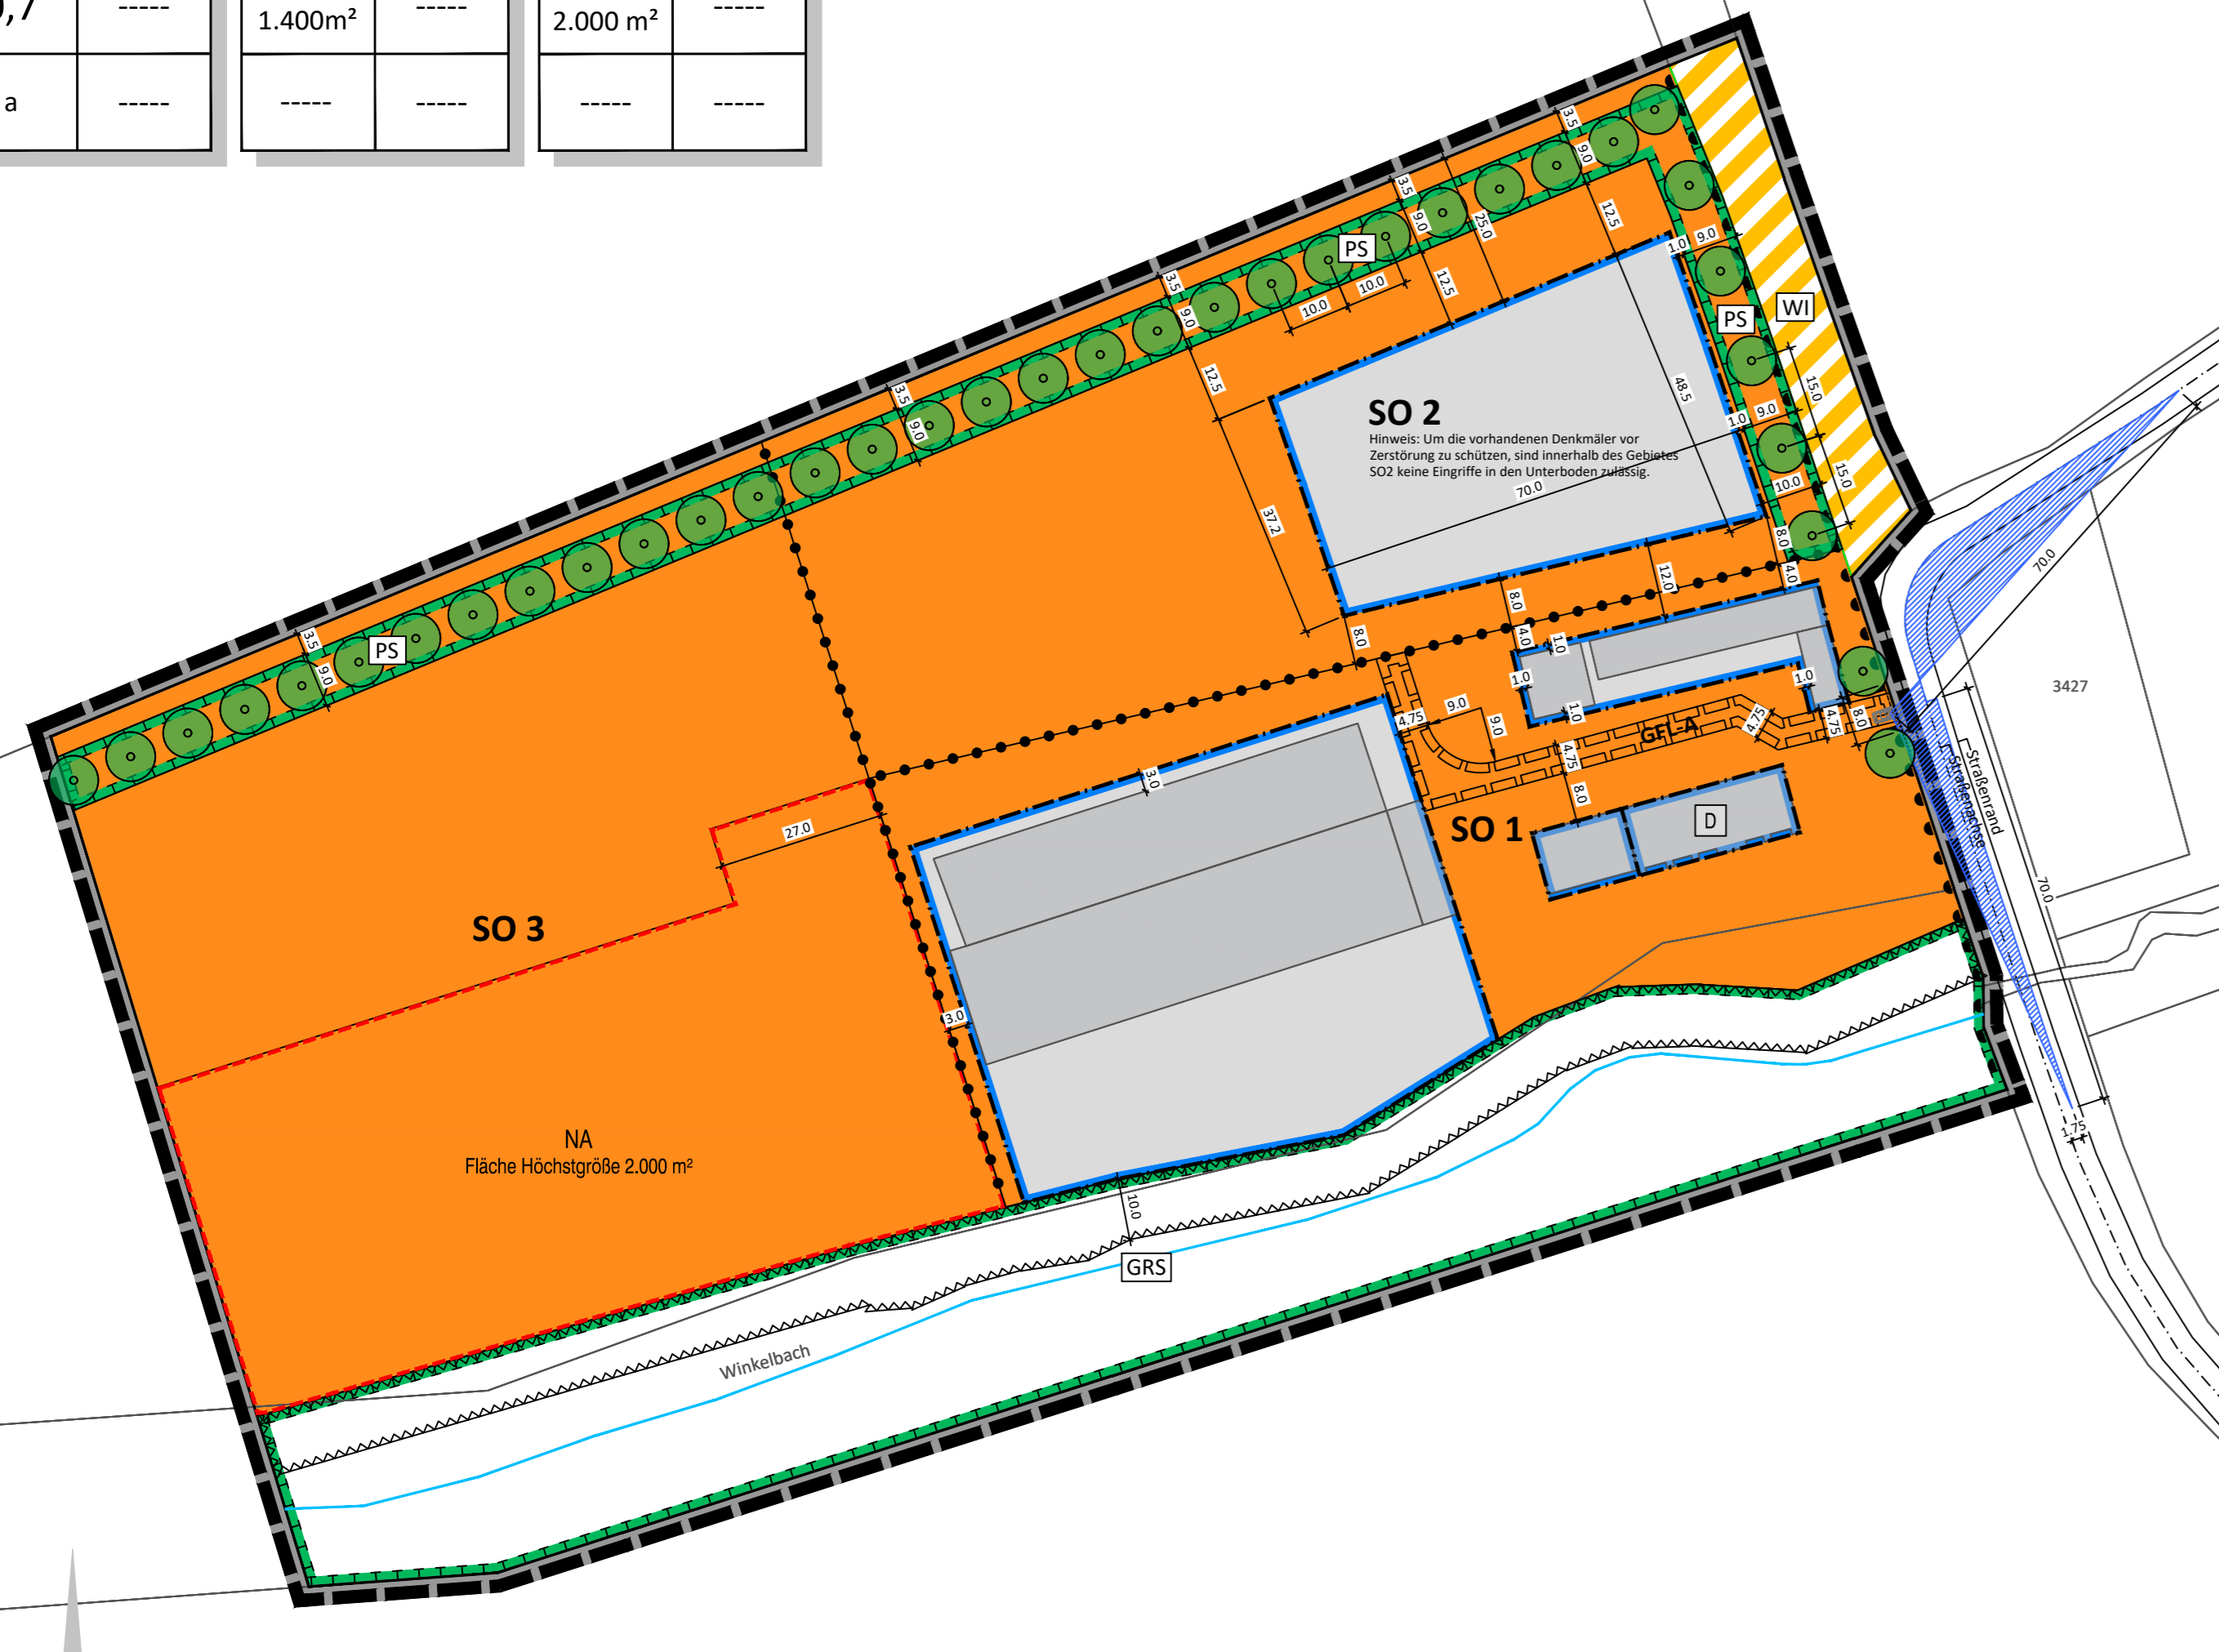 0,7
-----
1.400m²
-----
2.000 m²
-----
a
-----
-----
-----
-----
-----
3.5
9.0
3.5
9.0
25.0
12.5
PS
3.5
9.0
10.0
10.0
12.5
1.0
9.0
WI
PS
3.5
9.0
12.5
48.5
15.0
SO 2
1.0
9.0
Hinweis: Um die vorhandenen Denkmäler vor
Zerstörung zu schützen, sind innerhalb des Gebietes
SO2 keine Eingriffe in den Unterboden zulässig.
70.0
10.0
15.0
37.2
8.0
70.0
3.5
9.0
PS
8.0
12.0
4.0
8.0
4.0
1.0
1.0
1.0
3427
4.75
9.0
9.0
1.0
GFL-A
4.75
4.75
8.0
4.75
8.0
3.0
27.0
SO 1
D
Straßenrand
Straßenachse
70.0
SO 3
3.0
NA
Fläche Höchstgröße 2.000 m²
1.75
10.0
GRS
Winkelbach